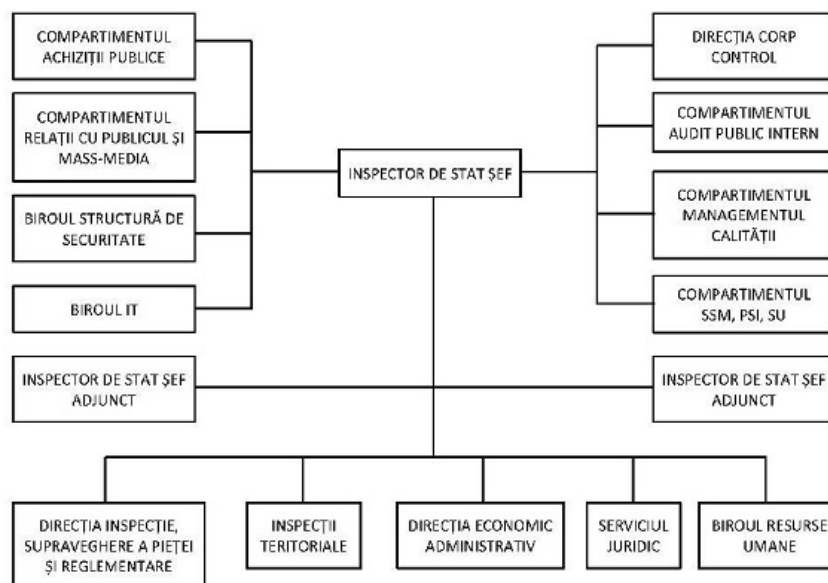 COMPARTIMENTUL
ACHIZIȚII PUBLICE
COMPARTIMENTUL
RELAȚII CU PUBLICUL ȘI
MASS-MEDIA
BIROUL STRUCTURĂ DE
SECURITATE
BIROUL IT
INSPECTOR DE STAT ȘEF
DIRECȚIA CORP
CONTROL
COMPARTIMENTUL
AUDIT PUBLIC INTERN
COMPARTIMENTUL
MANAGEMENTUL
CALITĂȚII
COMPARTIMENTUL
SSM, PSI, SU
INSPECTOR DE STAT ȘEF
ADJUNCT
INSPECTOR DE STAT ȘEF
ADJUNCT
DIRECȚIA INSPECȚIE,
SUPRAVEGHERE A PIEȚEI
ȘI REGLEMENTARE
INSPECȚII
TERITORIALE
DIRECȚIA ECONOMIC
ADMINISTRATIV
SERVICIUL
JURIDIC
BIROUL RESURSE
UMANE